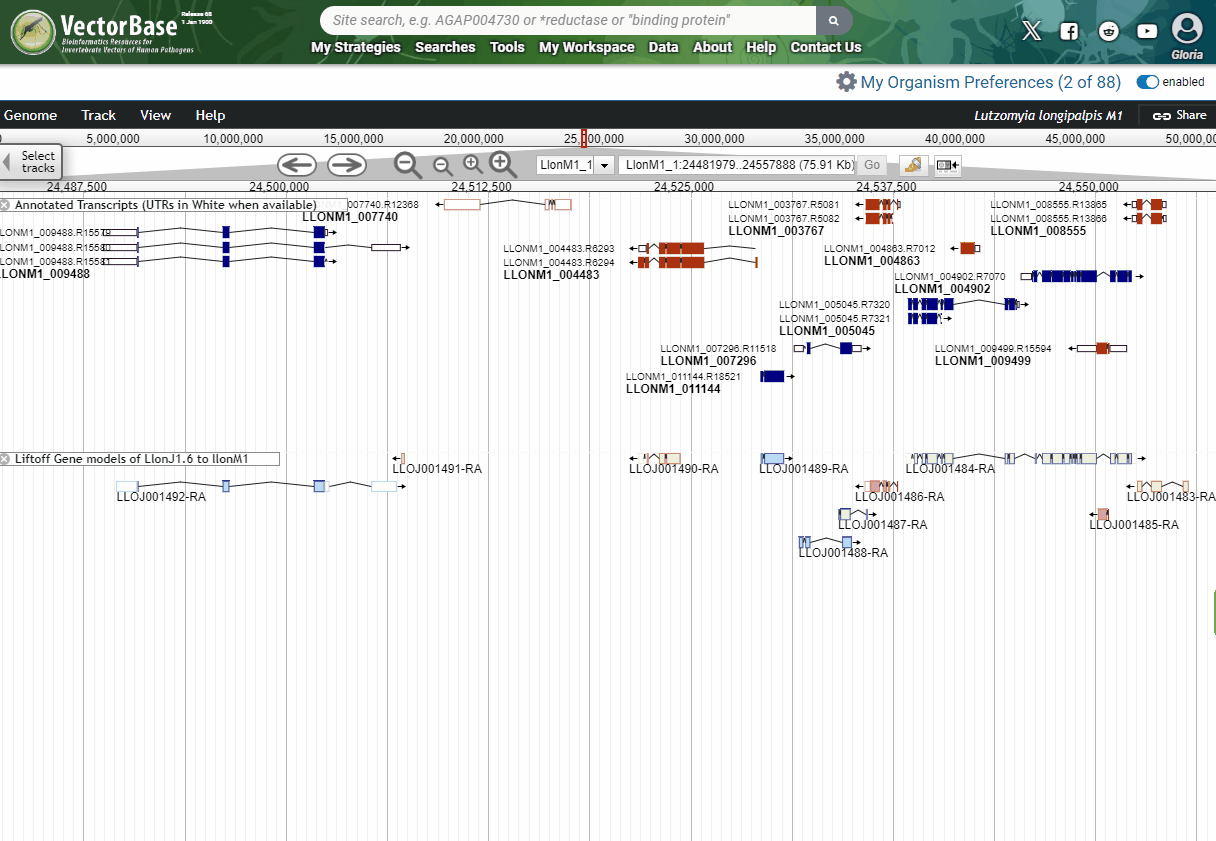 Release 68
1 Jan 1900
VectorBase
Bioinformatics Resources for
Invertebrate Vectors of Human Pathogens
Site search, e.g. AGAP004730 or *reductase or "binding protein"
My Strategies Searches Tools My Workspace Data About Help Contact Us
Gloria
My Organism Preferences (2 of 88) enabled
Genome Track View Help Lutzomyia longipalpis M1 Share
5,000,000 10,000,000 15,000,000 20,000,000 25,000,000 30,000,000 35,000,000 40,000,000 45,000,000 50,000,0
Select
tracks
LlonM1_1 LlonM1_1:24481979..24557888 (75.91 Kb) Go
24,487,500 24,500,000 24,512,500 24,525,000 24,537,500 24,550,000
Annotated Transcripts (UTRs in White when available)
007740.R12368
LLONM1_007740
LLONM1_003767.R5081
LLONM1_003767.R5082
LLONM1_003767
LLONM1_008555.R13865
LLONM1_008555.R13866
LLONM1_008555
LONM1_009488.R15579
LONM1_009488.R15580
LONM1_009488.R15581
LLONM1_009488
LLONM1_004483.R6293
LLONM1_004483.R6294
LLONM1_004483
LLONM1_004863.R7012
LLONM1_004863
LLONM1_004902.R7070
LLONM1_004902
LLONM1_005045.R7320
LLONM1_005045.R7321
LLONM1_005045
LLONM1_007296.R11518
LLONM1_007296
LLONM1_009499.R15594
LLONM1_009499
LLONM1_011144.R18521
LLONM1_011144
Liftoff Gene models of LlonJ1.6 to llonM1
LLOJ001491-RA LLOJ001490-RA LLOJ001489-RA LLOJ001484-RA
LLOJ001492-RA LLOJ001486-RA LLOJ001483-RA
LLOJ001487-RA LLOJ001485-RA
LLOJ001488-RA